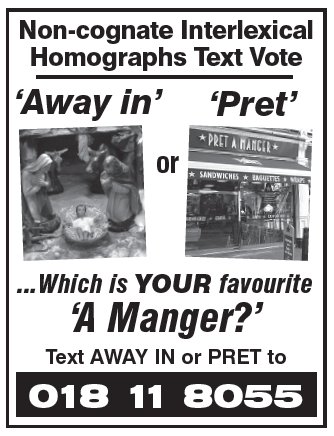 Non-cognate Interlexical
Homographs Text Vote
‘Away in’
‘Pret’
or
★ PRET A MANGER ★
★ SANDWICHES ★ BAGUETTES ★ WRAPS
...Which is YOUR favourite
‘A Manger?’
Text AWAY IN or PRET to
018 11 8055